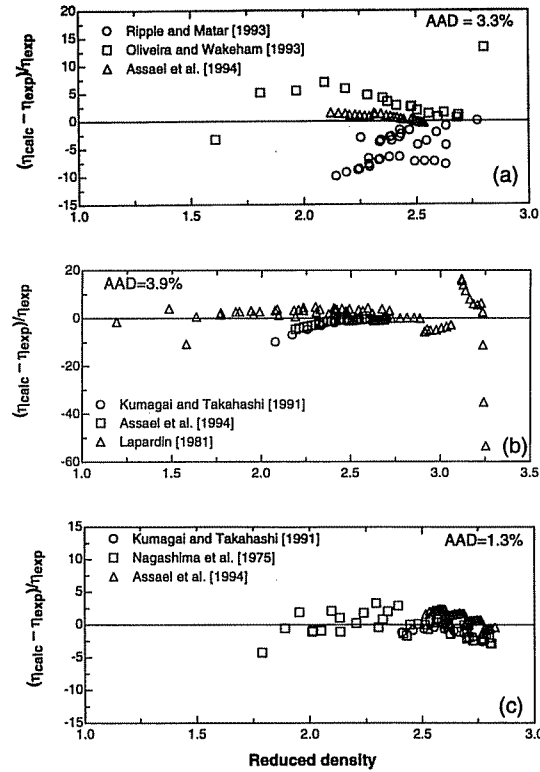 AAD = 3.3%
Ripple and Matar [1993]
Oliveira and Wakeham [1993]
Assael et al. [1994]
(ηcalc – ηexp)/ηexp
20
15
10
5
0
-5
-10
-15
(a)
1.0 1.5 2.0 2.5 3.0
AAD=3.9%
(ηcalc – ηexp)/ηexp
20
0
-20
-40
-60
Kumagai and Takahashi [1991]
Assael et al. [1994]
Lapardin [1981]
(b)
1.0 1.5 2.0 2.5 3.0 3.5
Kumagai and Takahashi [1991]
Nagashima et al. [1975]
Assael et al. [1994]
AAD=1.3%
(ηcalc – ηexp)/ηexp
15
10
5
0
-5
-10
-15
(c)
1.0 1.5 2.0 2.5 3.0
Reduced density